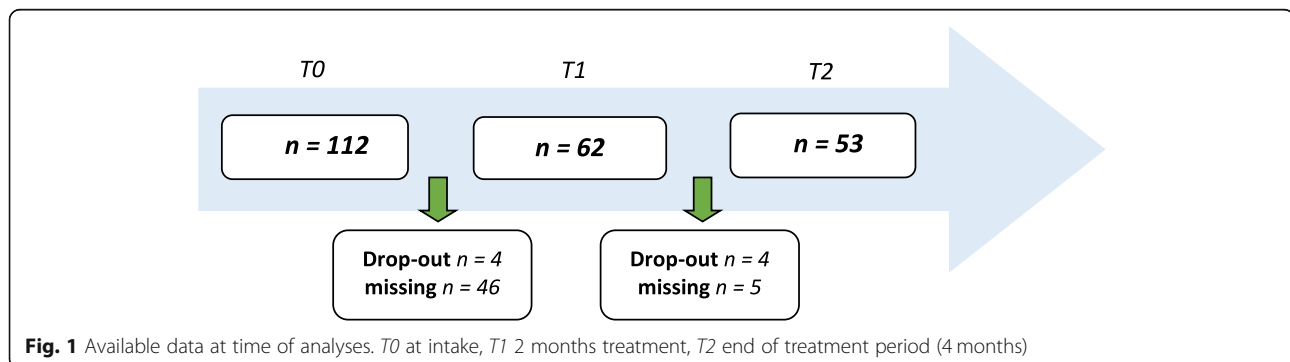 T0 T1 T2
n = 112 n = 62 n = 53
Drop-out n = 4 Drop-out n = 4
missing n = 46 missing n = 5
Fig. 1 Available data at time of analyses. T0 at intake, T1 2 months treatment, T2 end of treatment period (4 months)